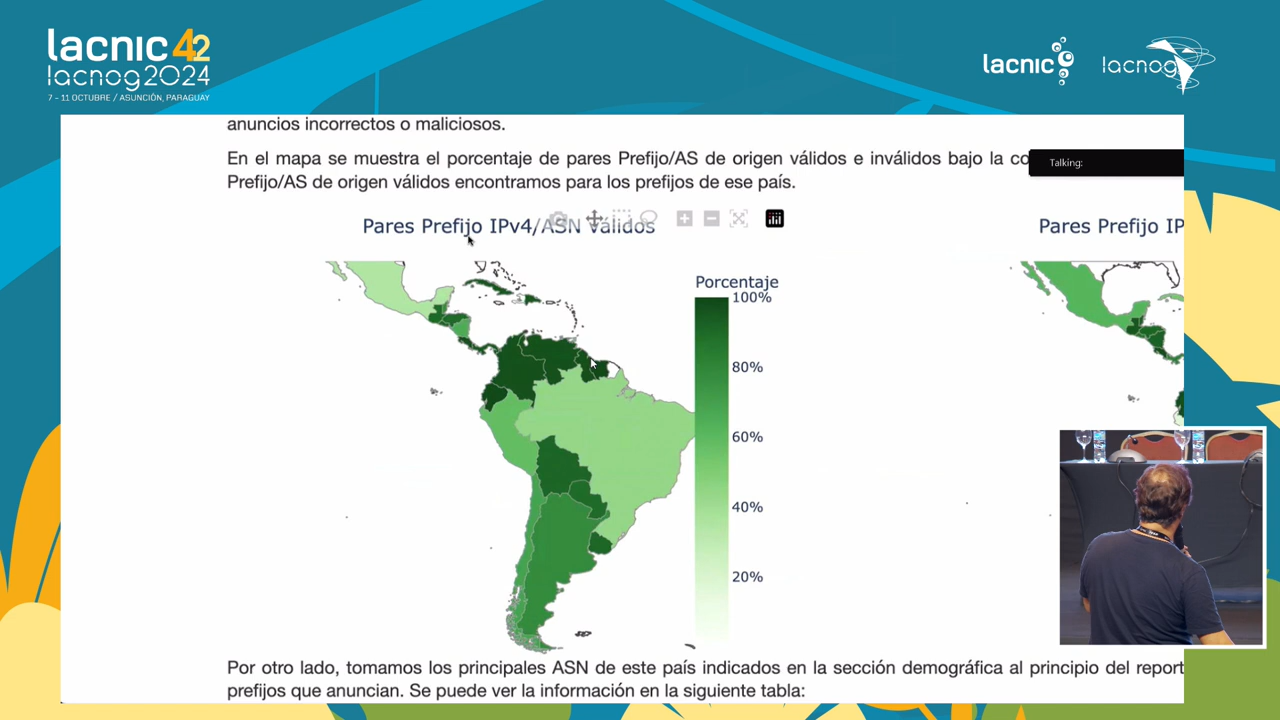 lacnic42
lacnog2024
7 - 11 OCTUBRE / ASUNCIÓN, PARAGUAY
lacnic
lacnog
anuncios incorrectos o maliciosos.
En el mapa se muestra el porcentaje de pares Prefijo/AS de origen válidos e inválidos bajo la co
Prefijo/AS de origen válidos encontramos para los prefijos de ese país.
Talking:
Pares Prefijo IPv4/ASN Válidos
Pares Prefijo IP
Porcentaje
100%
80%
60%
40%
20%
Por otro lado, tomamos los principales ASN de este país indicados en la sección demográfica al principio del report
prefijos que anuncian. Se puede ver la información en la siguiente tabla: